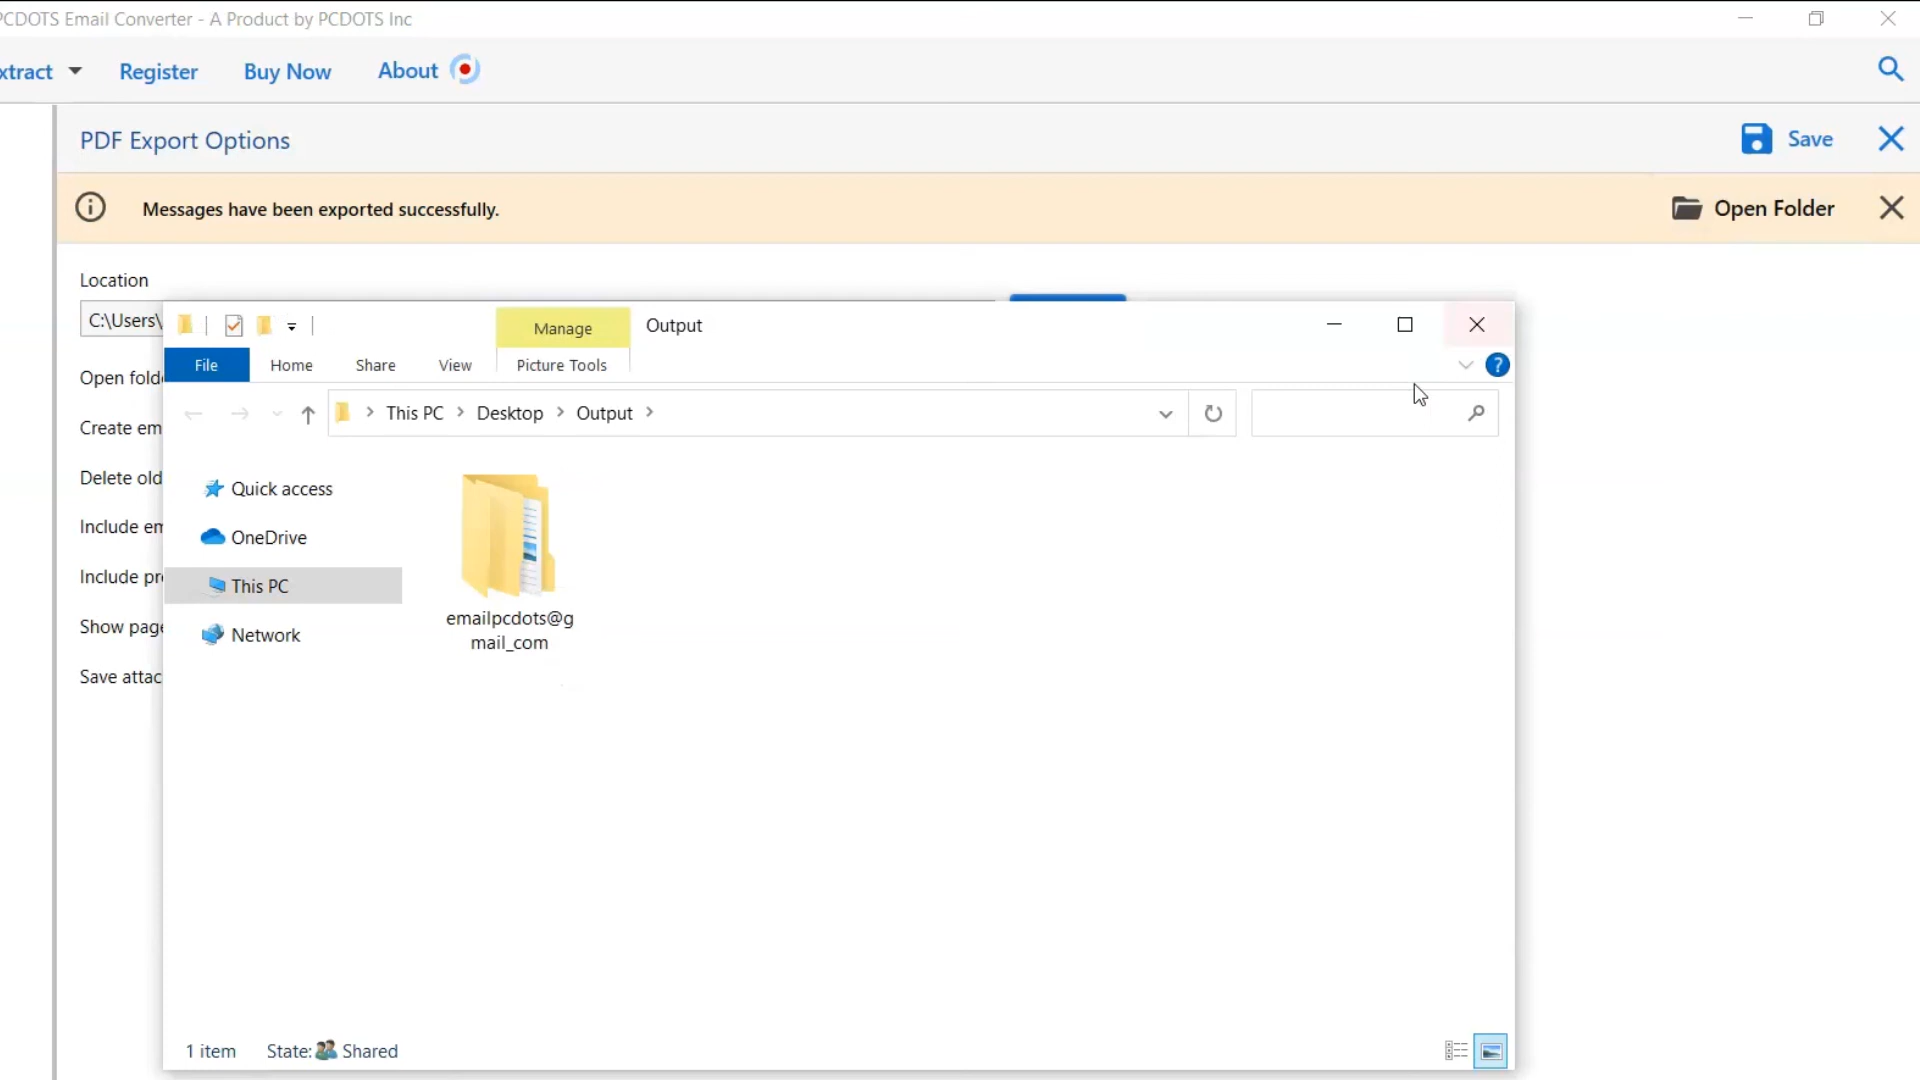 PCDOTS Email Converter - A Product by PCDOTS Inc
xtract Register Buy Now About
PDF Export Options Save
Messages have been exported successfully. Open Folder
Location
C:\Users\
Manage Output
File Home Share View Picture Tools
This PC > Desktop > Output >
Open folde
Create em
Delete old
Include em
Include pr
Show page
Save attac
Quick access
OneDrive
This PC
Network
emailpcdots@g
mail_com
1 item State: Shared